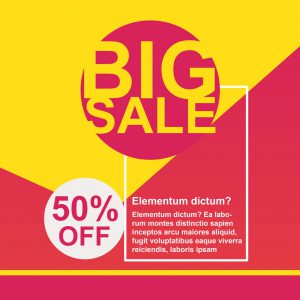 BIG
SALE
50%
OFF
Elementum dictum?
Elementum dictum? Ea labo-
rum montes distinctio sapien
inceptos arcu maiores aliquid,
fugit voluptatibus eaque viverra
reiciendis, laboris ipsam